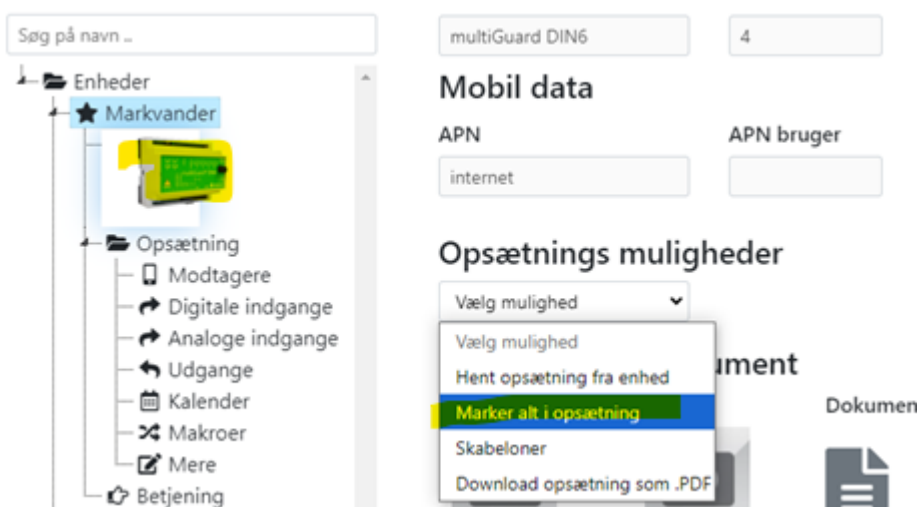 Søg på navn ..
Enheder
Markvander
Opsætning
Modtagere
Digitale indgange
Analoge indgange
Udgange
Kalender
Makroer
Mere
Betjening
multiGuard DIN6
4
Mobil data
APN
APN bruger
internet
Opsætnings muligheder
Vælg mulighed
Vælg mulighed
Hent opsætning fra enhed
Marker alt i opsætning
Skabeloner
Download opsætning som .PDF
ument
Dokumen